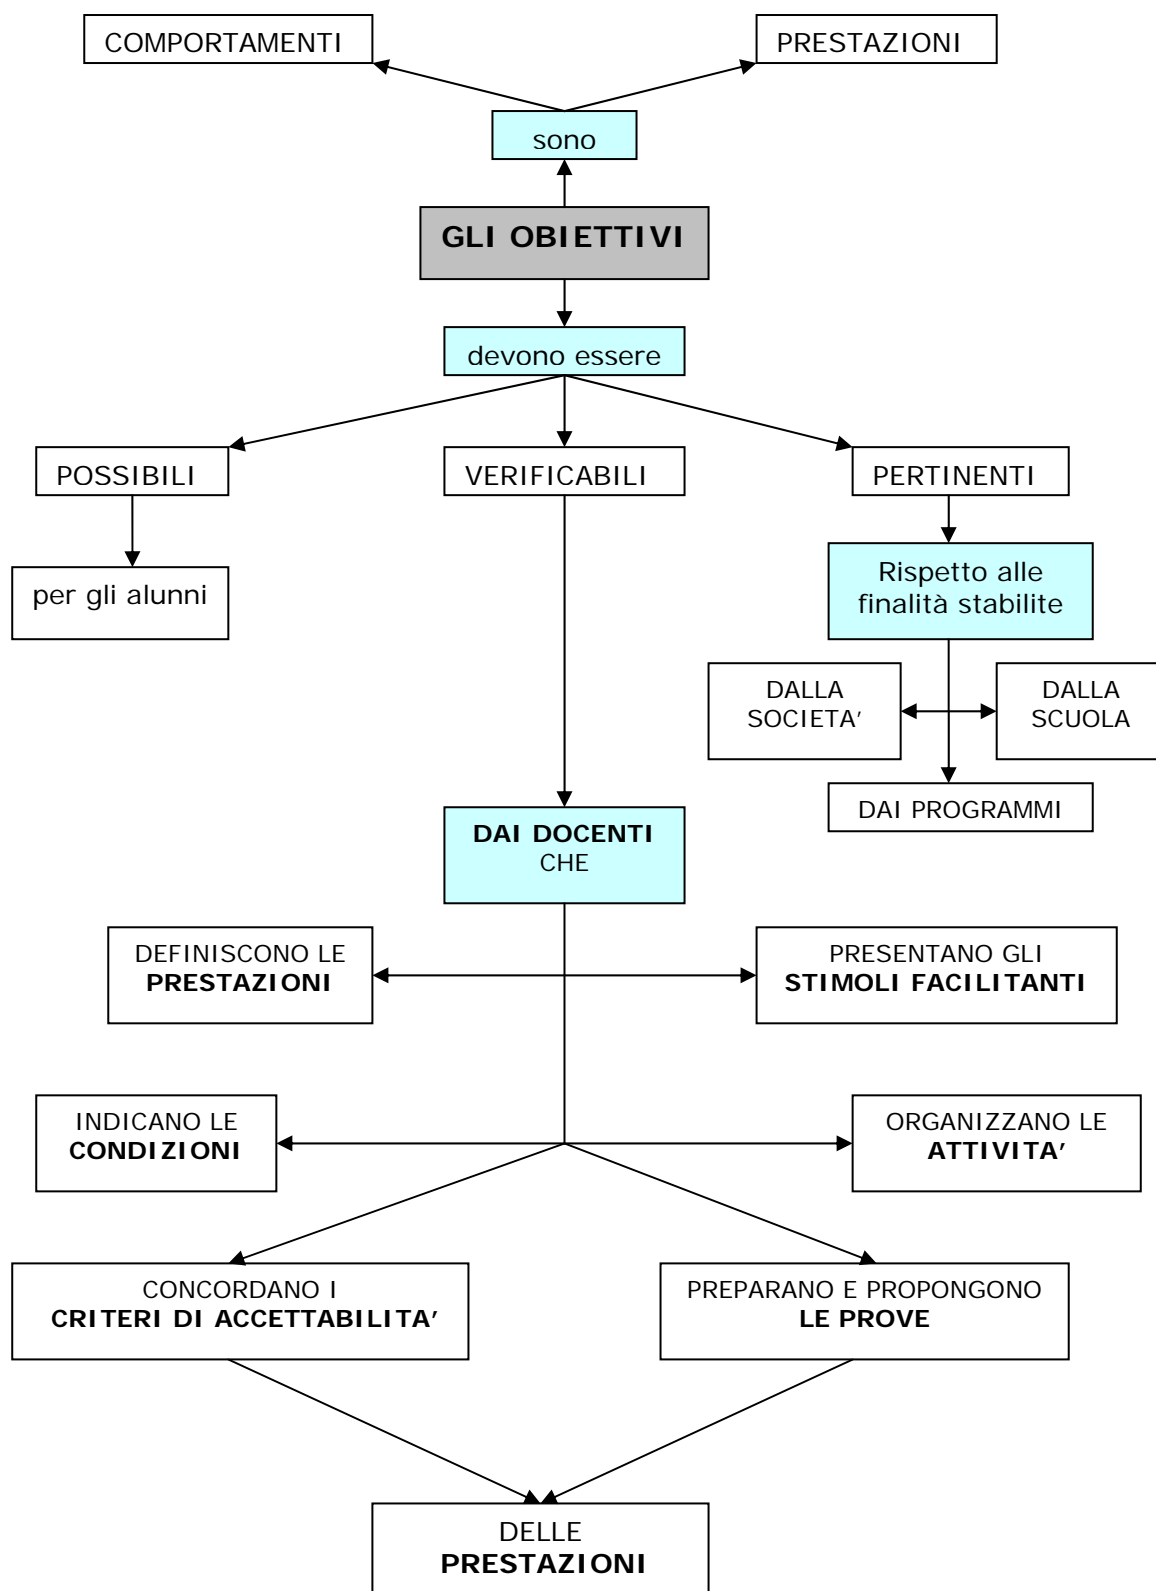 COMPORTAMENTI
PRESTAZIONI
sono
GLI OBIETTIVI
devono essere
POSSIBILI
VERIFICABILI
PERTINENTI
per gli alunni
Rispetto alle
finalità stabilite
DALLA
SOCIETA’
DALLA
SCUOLA
DAI PROGRAMMI
DAI DOCENTI
CHE
DEFINISCONO LE
PRESTAZIONI
PRESENTANO GLI
STIMOLI FACILITANTI
INDICANO LE
CONDIZIONI
ORGANIZZANO LE
ATTIVITA’
CONCORDANO I
CRITERI DI ACCETTABILITA’
PREPARANO E PROPONGONO
LE PROVE
DELLE
PRESTAZIONI